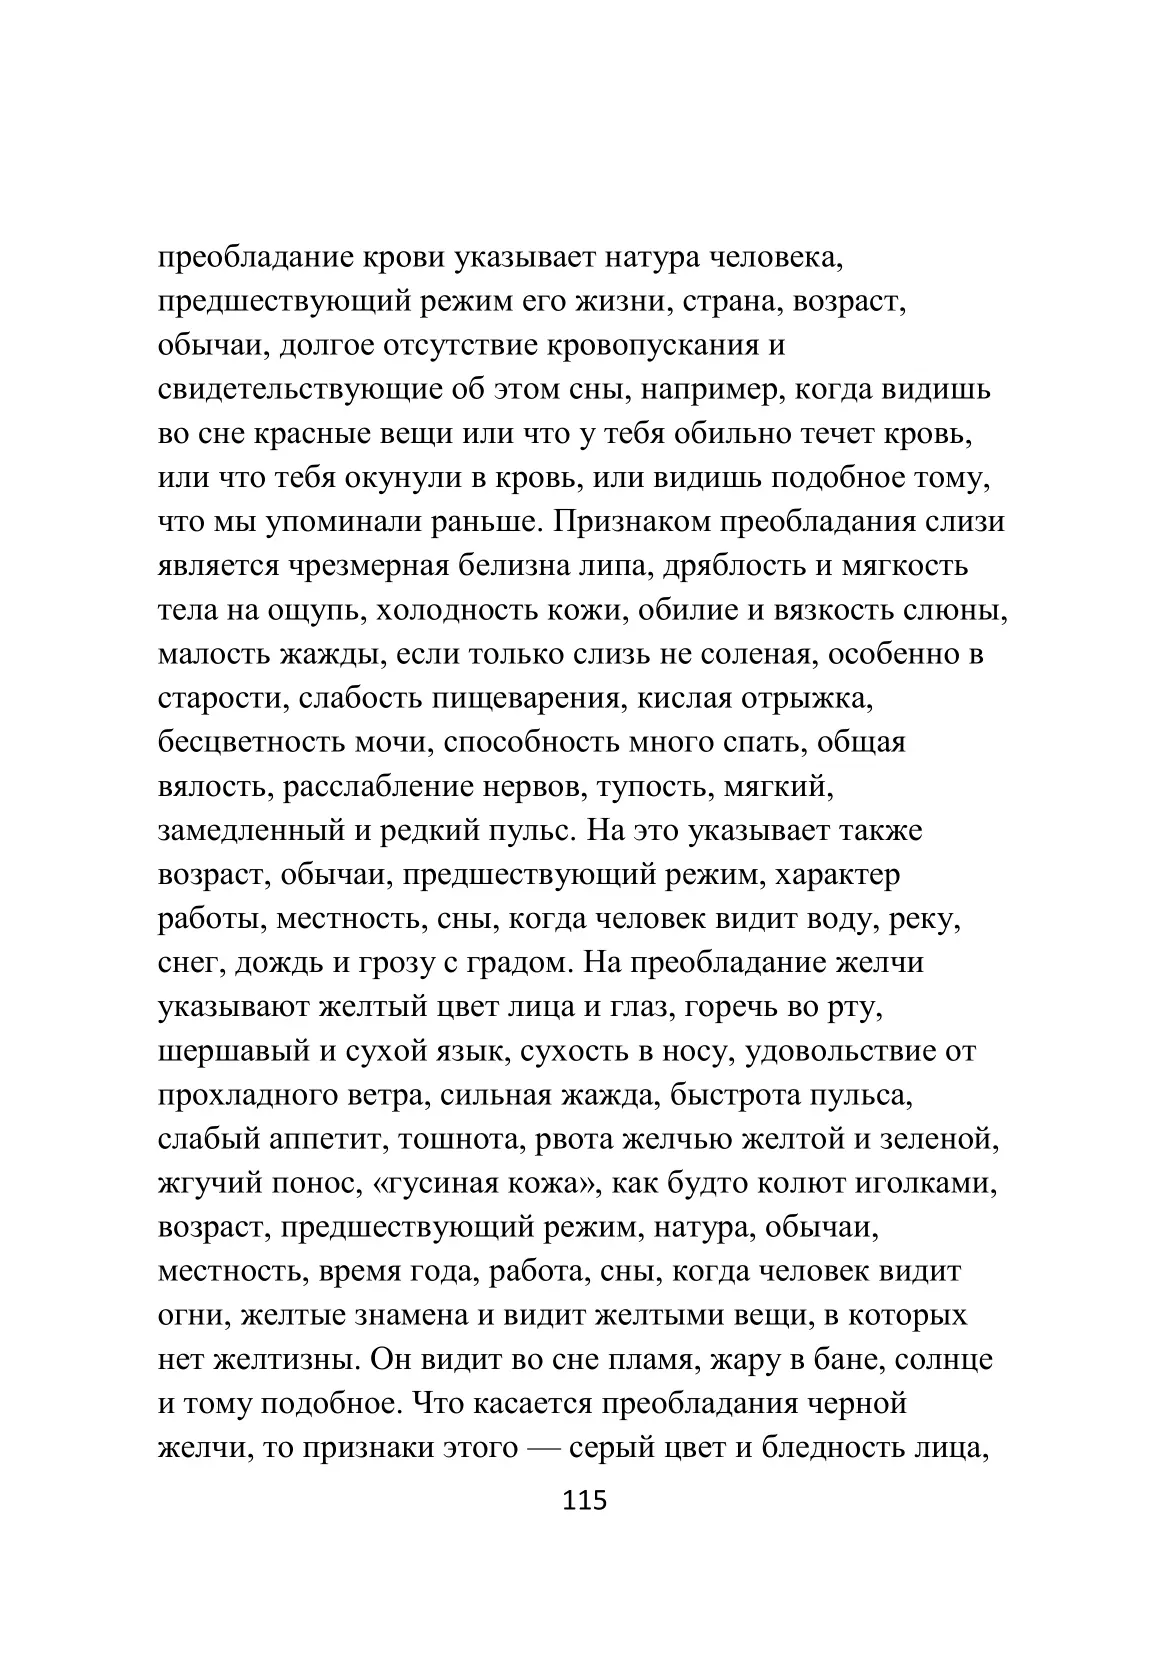 преобладание крови указывает натура человека,
предшествующий режим его жизни, страна, возраст,
обычаи, долгое отсутствие кровопускания и
свидетельствующие об этом сны, например, когда видишь
во сне красные вещи или что у тебя обильно течет кровь,
или что тебя окунули в кровь, или видишь подобное тому,
что мы упоминали раньше. Признаком преобладания слизи
является чрезмерная белизна липа, дряблость и мягкость
тела на ощупь, холодность кожи, обилие и вязкость слюны,
малость жажды, если только слизь не соленая, особенно в
старости, слабость пищеварения, кислая отрыжка,
бесцветность мочи, способность много спать, общая
вялость, расслабление нервов, тупость, мягкий,
замедленный и редкий пульс. На это указывает также
возраст, обычаи, предшествующий режим, характер
работы, местность, сны, когда человек видит воду, реку,
снег, дождь и грозу с градом. На преобладание желчи
указывают желтый цвет лица и глаз, горечь во рту,
шершавый и сухой язык, сухость в носу, удовольствие от
прохладного ветра, сильная жажда, быстрота пульса,
слабый аппетит, тошнота, рвота желчью желтой и зеленой,
жгучий понос, «гусиная кожа», как будто колют иголками,
возраст, предшествующий режим, натура, обычаи,
местность, время года, работа, сны, когда человек видит
огни, желтые знамена и видит желтыми вещи, в которых
нет желтизны. Он видит во сне пламя, жару в бане, солнце
и тому подобное. Что касается преобладания черной
желчи, то признаки этого — серый цвет и бледность лица,
115